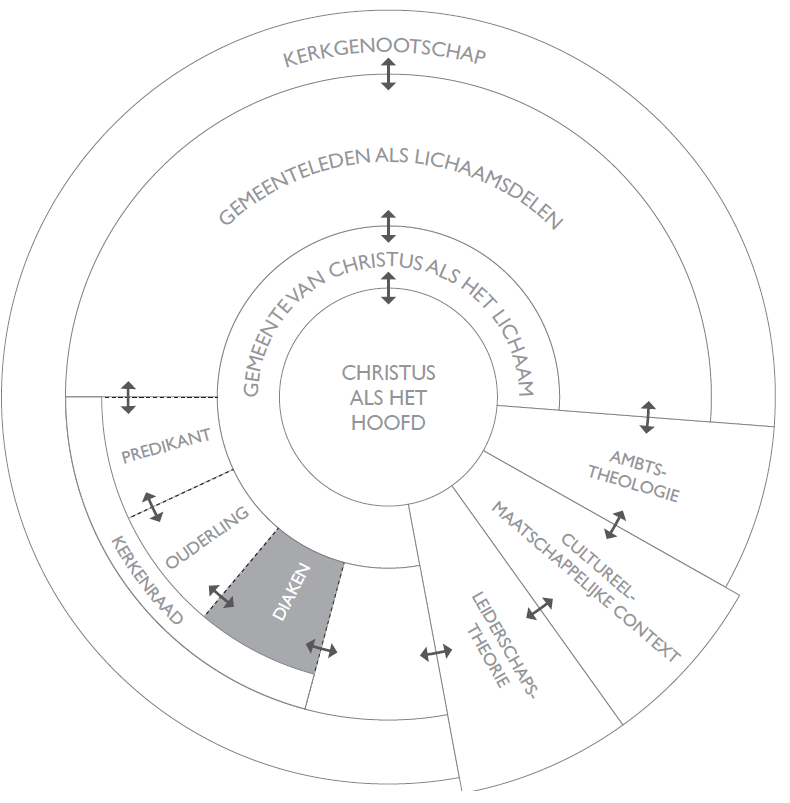 KERKGENOOTSCHAP
GEMEENTELEDEN ALS LICHAAMSDELEN
GEMEENTE VAN CHRISTUS ALS HET LICHAAM
CHRISTUS
ALS HET
HOOFD
PREDIKANT
OUDERLING
DIAKEN
KERKENRAAD
AMBTS-
THEOLOGIE
CULTUREEL-
MAATSCHAPPELIJKE CONTEXT
LEIDERSCHAPS-
THEORIE